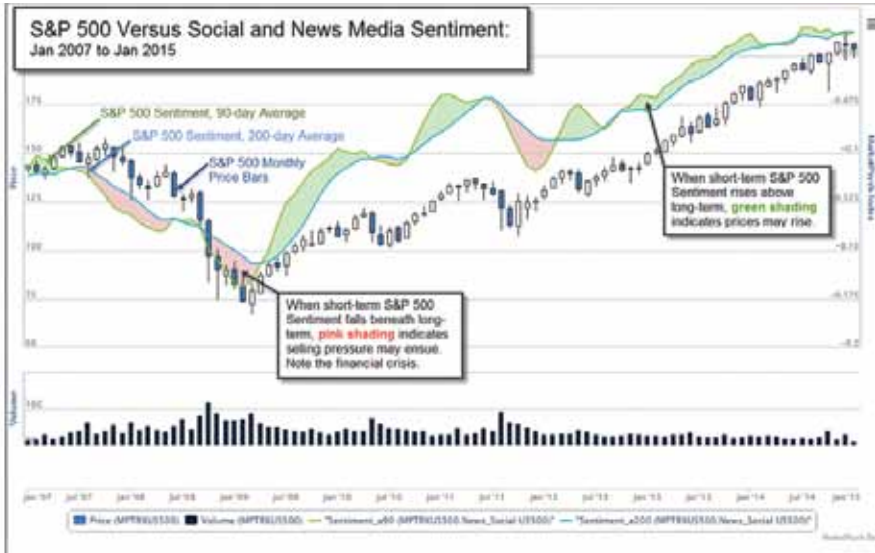 S&P 500 Versus Social and News Media Sentiment:
Jan 2007 to Jan 2015
S&P 500 Sentiment, 90-day Average
S&P 500 Sentiment, 200-day Average
S&P 500 Monthly
Price Bars
When short-term S&P 500
Sentiment rises above
long-term, green shading
indicates prices may rise.
When short-term S&P 500
Sentiment falls beneath long-
term, pink shading indicates
selling pressure may ensue.
Note the financial crisis.
Price
175
150
125
100
75
Volume
Jan '07 Jul '07 Jan '08 Jul '08 Jan '09 Jul '09 Jan '10 Jul '10 Jan '11 Jul '11 Jan '12 Jul '12 Jan '13 Jul '13 Jan '14 Jul '14 Jan '15
Price (MPTRXUS500) Volume (MPTRXUS500)